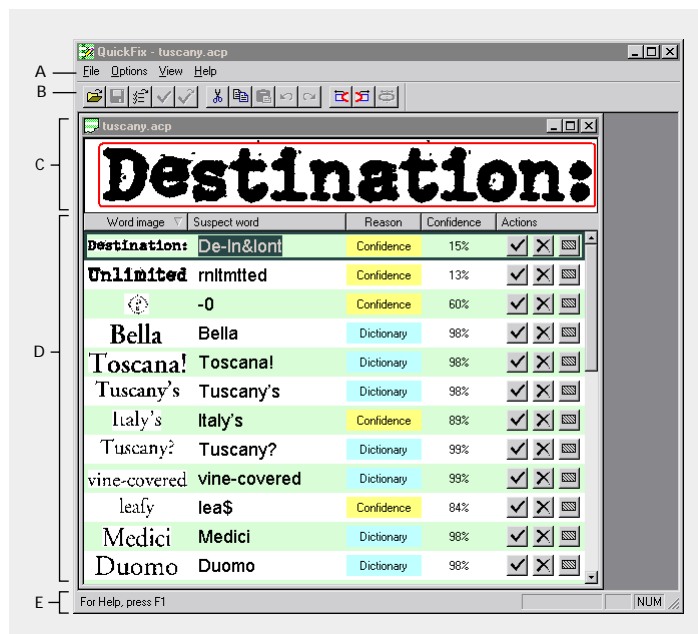 QuickFix - tuscany.acp
A File Options View Help
B
tuscany.acp
C Destination:
Word image Suspect word Reason Confidence Actions
Destination: De-In&Iont Confidence 15%
Unlimited rnltmtted Confidence 13%
-0 Confidence 60%
Bella Bella Dictionary 98%
D Toscana! Toscana! Dictionary 98%
Tuscany's Tuscany's Dictionary 98%
Italy's Italy's Confidence 89%
Tuscany? Tuscany? Dictionary 99%
vine-covered vine-covered Dictionary 99%
leafy lea$ Confidence 84%
Medici Medici Dictionary 98%
Duomo Duomo Dictionary 98%
E For Help, press F1 NUM